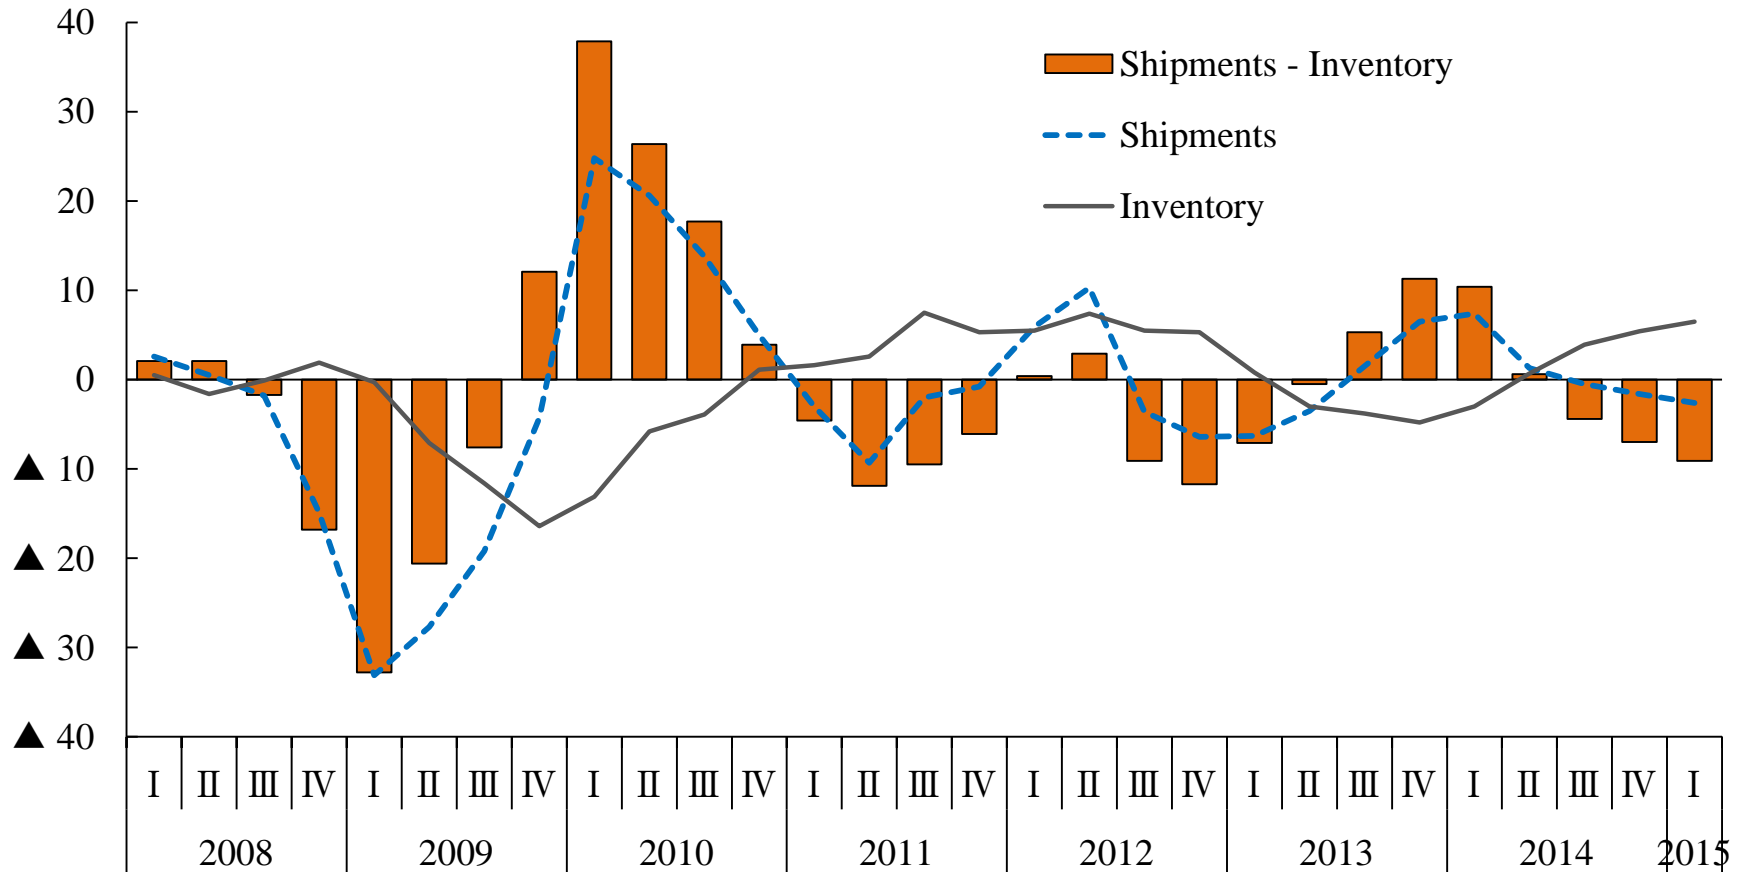 40
30
20
10
0
▲ 10
▲ 20
▲ 30
▲ 40
Shipments - Inventory
Shipments
Inventory
Ⅰ Ⅱ Ⅲ Ⅳ Ⅰ Ⅱ Ⅲ Ⅳ Ⅰ Ⅱ Ⅲ Ⅳ Ⅰ Ⅱ Ⅲ Ⅳ Ⅰ Ⅱ Ⅲ Ⅳ Ⅰ Ⅱ Ⅲ Ⅳ Ⅰ Ⅱ Ⅲ Ⅳ Ⅰ
2008 2009 2010 2011 2012 2013 2014 2015